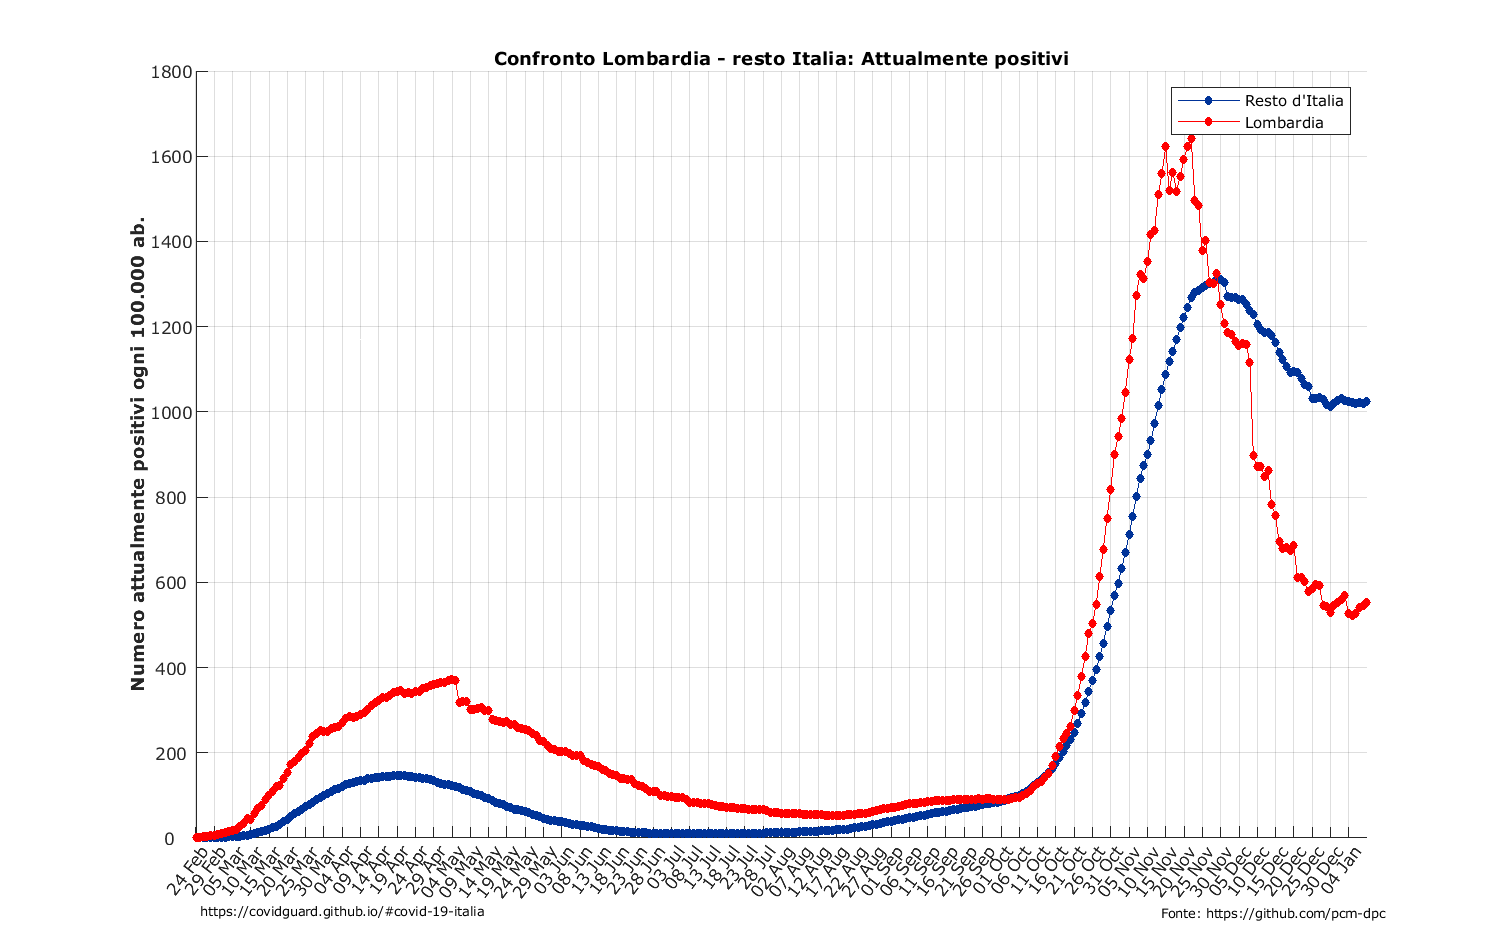 Confronto Lombardia - resto Italia: Attualmente positivi
Numero attualmente positivi ogni 100.000 ab.
1800
1600
1400
1200
1000
800
600
400
200
0
Resto d'Italia
Lombardia
24 Feb
29 Feb
05 Mar
10 Mar
15 Mar
20 Mar
25 Mar
30 Mar
04 Apr
09 Apr
14 Apr
19 Apr
24 Apr
29 Apr
04 May
09 May
14 May
19 May
24 May
29 May
03 Jun
08 Jun
13 Jun
18 Jun
23 Jun
28 Jun
03 Jul
08 Jul
13 Jul
18 Jul
23 Jul
28 Jul
02 Aug
07 Aug
12 Aug
17 Aug
22 Aug
27 Aug
01 Sep
06 Sep
11 Sep
16 Sep
21 Sep
26 Sep
01 Oct
06 Oct
11 Oct
16 Oct
21 Oct
26 Oct
31 Oct
05 Nov
10 Nov
15 Nov
20 Nov
25 Nov
30 Nov
05 Dec
10 Dec
15 Dec
20 Dec
25 Dec
30 Dec
04 Jan
https://covidguard.github.io/#covid-19-italia
Fonte: https://github.com/pcm-dpc